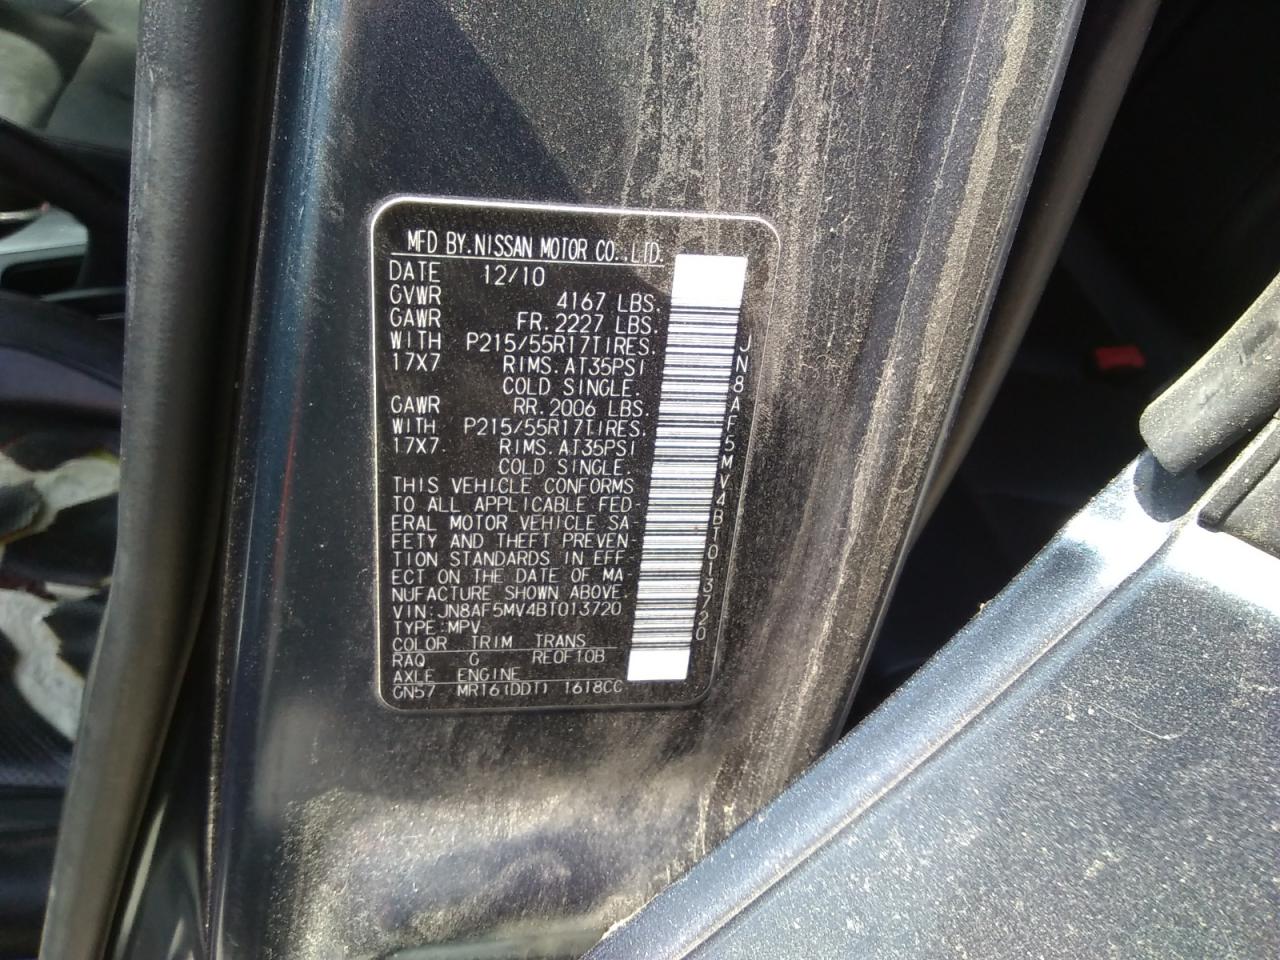 MFD BY.NISSAN MOTOR CO.,LTD.
DATE 12/10
GVWR 4167 LBS.
GAWR FR.2227 LBS.
WITH P215/55R17TIRES.
17X7 RIMS.AT35PSI
COLD SINGLE.
GAWR RR.2006 LBS.
WITH P215/55R17TIRES.
17X7 RIMS.AT35PSI
COLD SINGLE.
THIS VEHICLE CONFORMS
TO ALL APPLICABLE FED-
ERAL MOTOR VEHICLE SA-
FETY AND THEFT PREVEN-
TION STANDARDS IN EFF
ECT ON THE DATE OF MA
NUFACTURE SHOWN ABOVE.
VIN:JN8AF5MV4BT013720
TYPE:MPV
COLOR TRIM TRANS
RAQ G RE0F10B
AXLE ENGINE
GN57 MR16(DDT) 1618CC
JN8AF5MV4BT013720